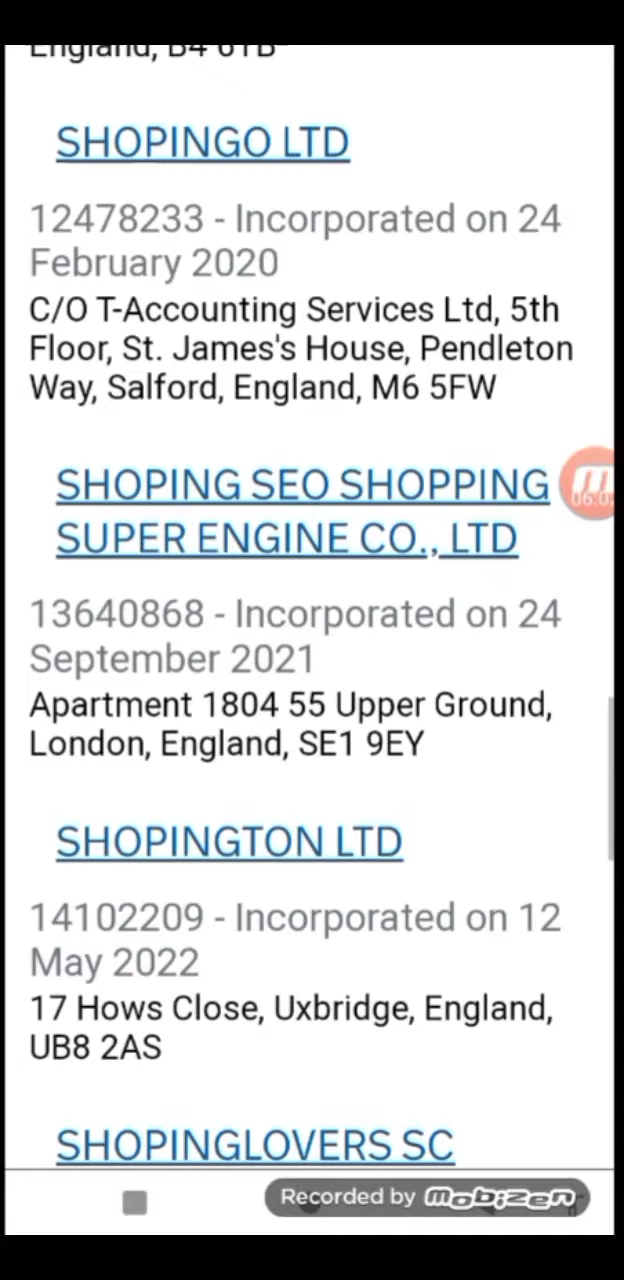 England, B4 6TB
SHOPINGO LTD
12478233 - Incorporated on 24
February 2020
C/O T-Accounting Services Ltd, 5th
Floor, St. James's House, Pendleton
Way, Salford, England, M6 5FW
SHOPING SEO SHOPPING
SUPER ENGINE CO., LTD
13640868 - Incorporated on 24
September 2021
Apartment 1804 55 Upper Ground,
London, England, SE1 9EY
SHOPINGTON LTD
14102209 - Incorporated on 12
May 2022
17 Hows Close, Uxbridge, England,
UB8 2AS
SHOPINGLOVERS SC
Recorded by Mobizen